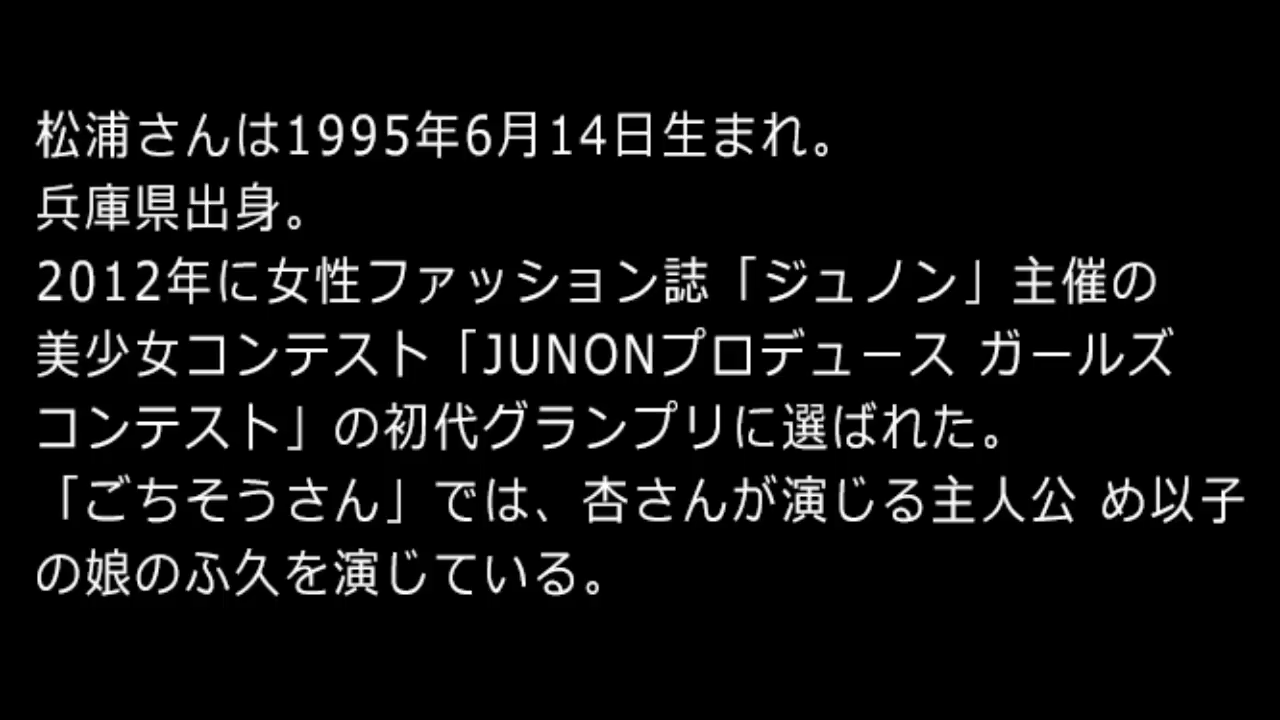 松浦さんは1995年6月14日生まれ。
兵庫県出身。
2012年に女性ファッション誌「ジュノン」主催の
美少女コンテスト「JUNONプロデュース ガールズ
コンテスト」の初代グランプリに選ばれた。
「ごちそうさん」では、杏さんが演じる主人公 め以子
の娘のふ久を演じている。